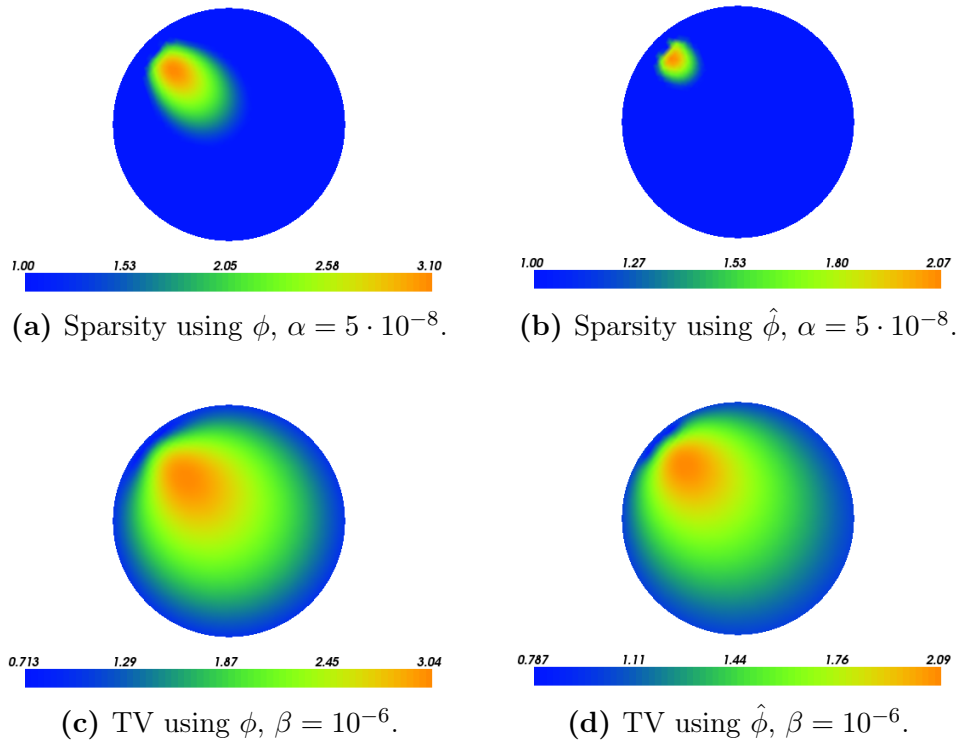 1.00 1.53 2.05 2.58 3.10
1.00 1.27 1.53 1.80 2.07
(a) Sparsity using ϕ, α = 5 · 10⁻⁸.
(b) Sparsity using ϕ̂, α = 5 · 10⁻⁸.
0.713 1.29 1.87 2.45 3.04
0.787 1.11 1.44 1.76 2.09
(c) TV using ϕ, β = 10⁻⁶.
(d) TV using ϕ̂, β = 10⁻⁶.